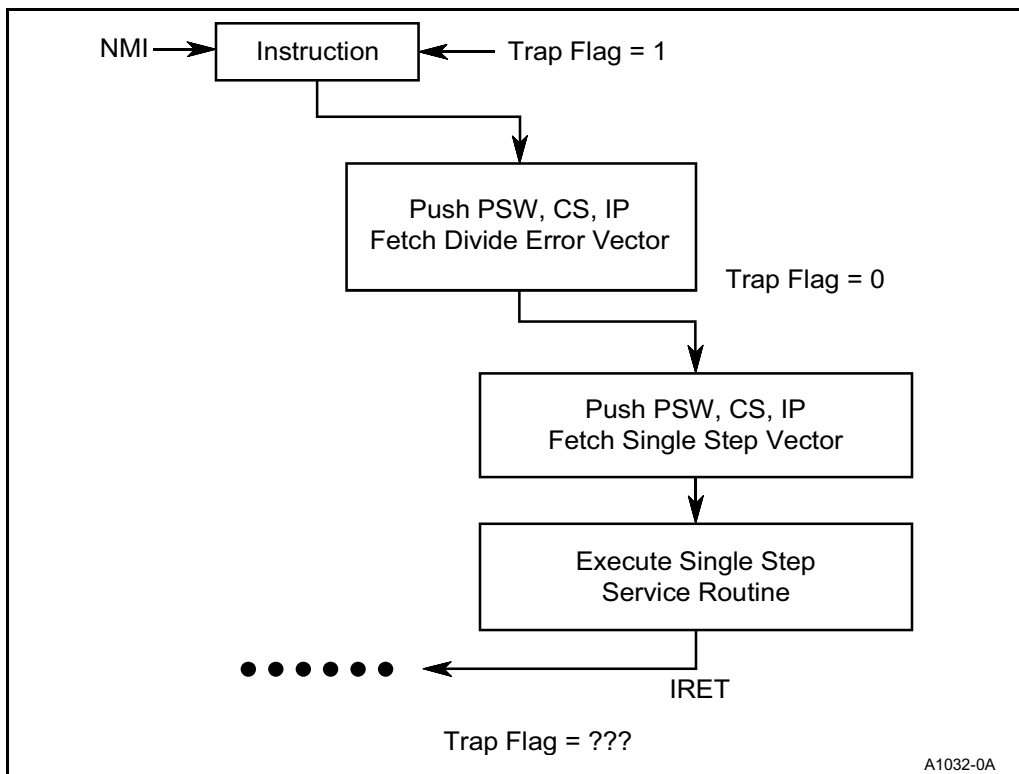 NMI
Instruction
Trap Flag = 1
Push PSW, CS, IP
Fetch Divide Error Vector
Trap Flag = 0
Push PSW, CS, IP
Fetch Single Step Vector
Execute Single Step
Service Routine
IRET
Trap Flag = ???
A1032-0A